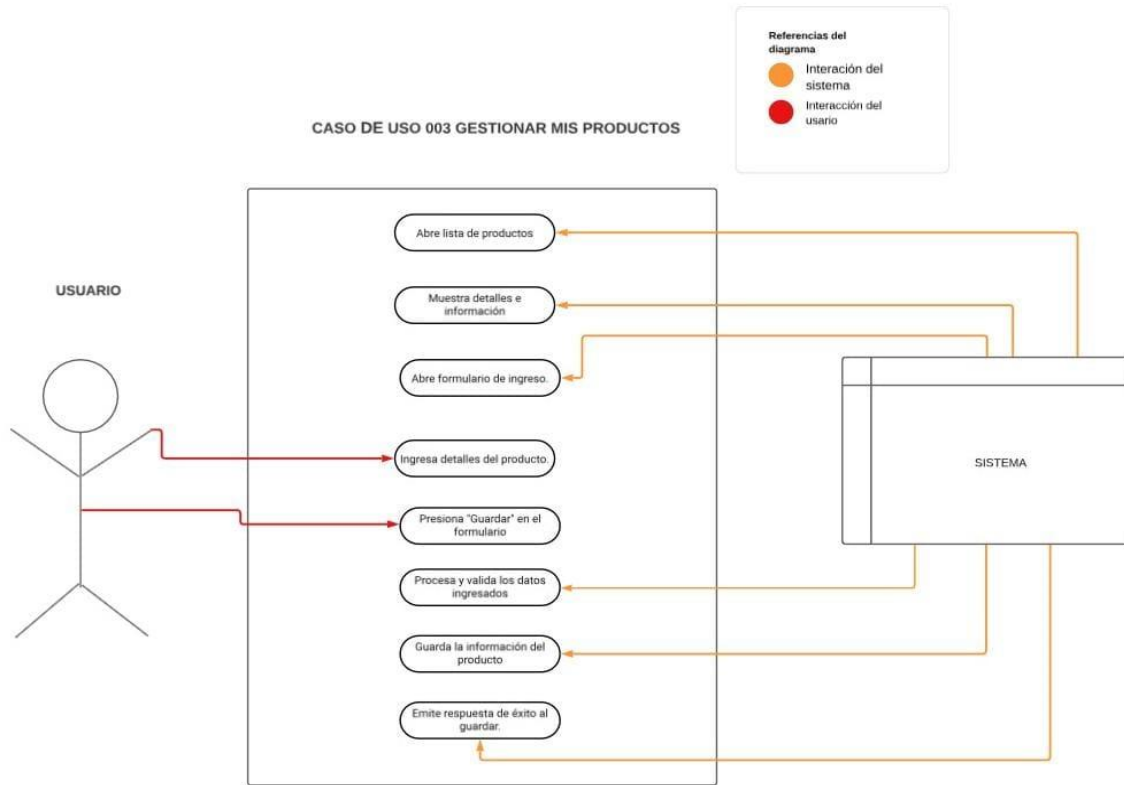 Referencias del
diagrama
Interación del
sistema
Interacción del
usario
CASO DE USO 003 GESTIONAR MIS PRODUCTOS
Abre lista de productos
USUARIO
Muestra detalles e
información
Abre formulario de ingreso.
Ingresa detalles del producto.
SISTEMA
Presiona "Guardar" en el
formulario
Procesa y valida los datos
ingresados
Guarda la información del
producto
Emite respuesta de éxito al
guardar.